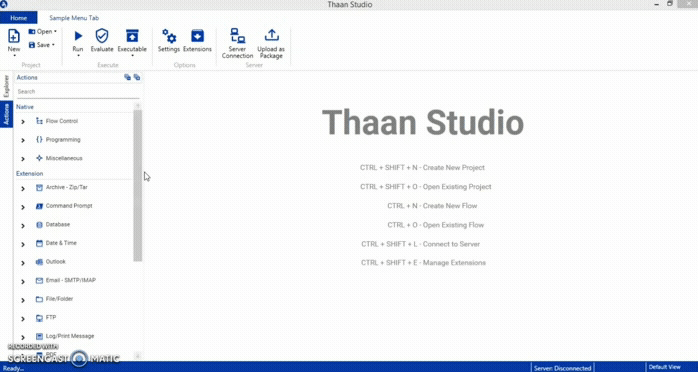 Thaan Studio
Home
Sample Menu Tab
New
Open
Save
Run
Evaluate
Executable
Settings
Extensions
Server Connection
Upload as Package
Project
Execute
Options
Server
Explorer
Actions
Actions
Search
Native
Flow Control
Programming
Miscellaneous
Extension
Archive - Zip/Tar
Command Prompt
Database
Date & Time
Outlook
Email - SMTP/IMAP
File/Folder
FTP
Log/Print Message
PDF
Thaan Studio
CTRL + SHIFT + N - Create New Project
CTRL + SHIFT + O - Open Existing Project
CTRL + N - Create New Flow
CTRL + O - Open Existing Flow
CTRL + SHIFT + L - Connect to Server
CTRL + SHIFT + E - Manage Extensions
RECORDED WITH
SCREENCAST MATIC
Ready...
Server: Disconnected
Default View